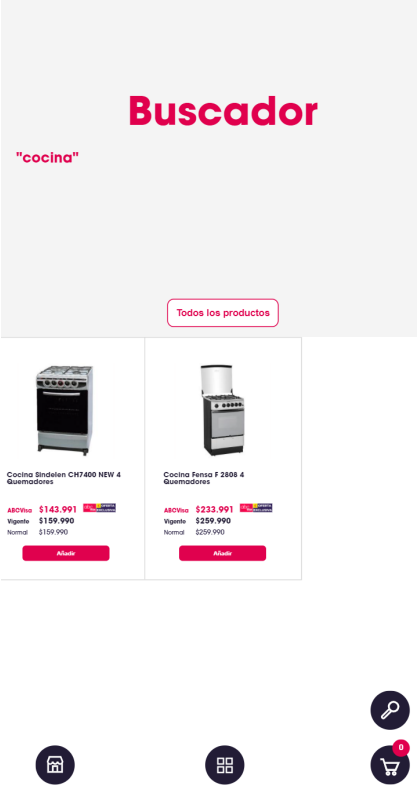 Buscador
"cocina"
Todos los productos
Cocina Sindelen CH7400 NEW 4
Quemadores
ABCVisa $143.991
Vigente $159.990
Normal $159.990
Añadir
Cocina Fensa F 2806 4
Quemadores
ABCVisa $233.991
Vigente $259.990
Normal $259.990
Añadir
0